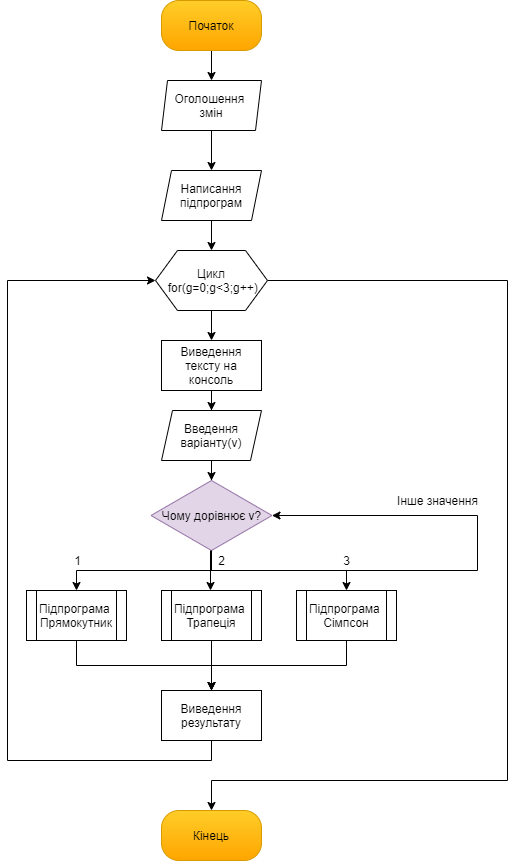 Початок
Оголошення
змін
Написання
підпрограм
Цикл
for(g=0;g<3;g++)
Виведення
тексту на
консоль
Введення
варіанту(v)
Чому дорівнює v?
Інше значення
1
2
3
Підпрограма
Прямокутник
Підпрограма
Трапеція
Підпрограма
Сімпсон
Виведення
результату
Кінець